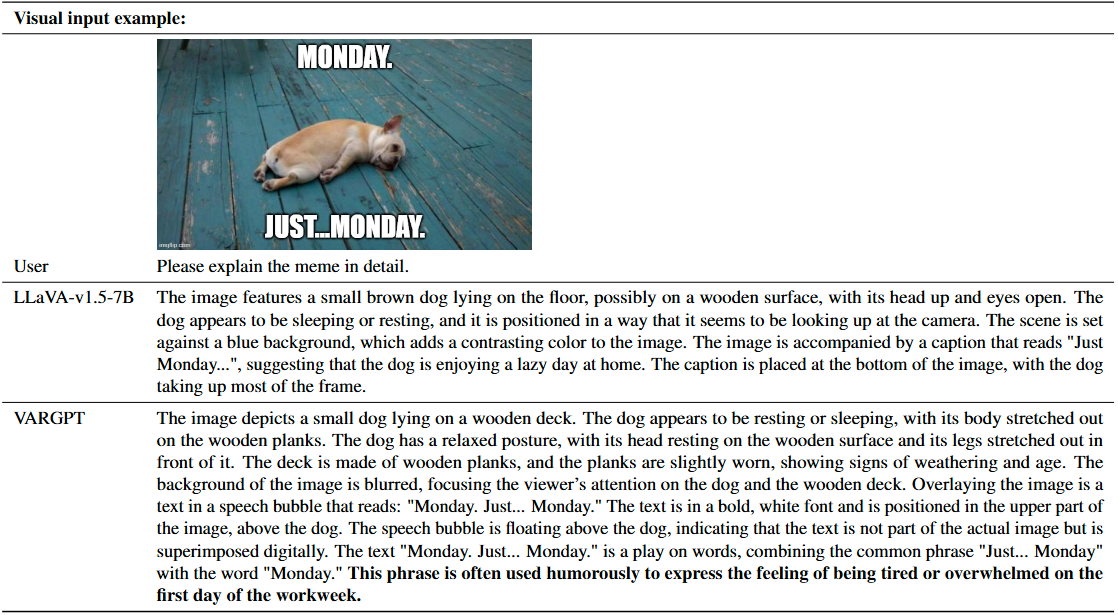 Visual input example:
MONDAY.
JUST...MONDAY.
imgflip.com
User Please explain the meme in detail.
LLaVA-v1.5-7B The image features a small brown dog lying on the floor, possibly on a wooden surface, with its head up and eyes open. The
dog appears to be sleeping or resting, and it is positioned in a way that it seems to be looking up at the camera. The scene is set
against a blue background, which adds a contrasting color to the image. The image is accompanied by a caption that reads "Just
Monday...", suggesting that the dog is enjoying a lazy day at home. The caption is placed at the bottom of the image, with the dog
taking up most of the frame.
VARGPT The image depicts a small dog lying on a wooden deck. The dog appears to be resting or sleeping, with its body stretched out
on the wooden planks. The dog has a relaxed posture, with its head resting on the wooden surface and its legs stretched out in
front of it. The deck is made of wooden planks, and the planks are slightly worn, showing signs of weathering and age. The
background of the image is blurred, focusing the viewer's attention on the dog and the wooden deck. Overlaying the image is a
text in a speech bubble that reads: "Monday. Just... Monday." The text is in a bold, white font and is positioned in the upper part of
the image, above the dog. The speech bubble is floating above the dog, indicating that the text is not part of the actual image but is
superimposed digitally. The text "Monday. Just... Monday." is a play on words, combining the common phrase "Just... Monday"
with the word "Monday." This phrase is often used humorously to express the feeling of being tired or overwhelmed on the
first day of the workweek.